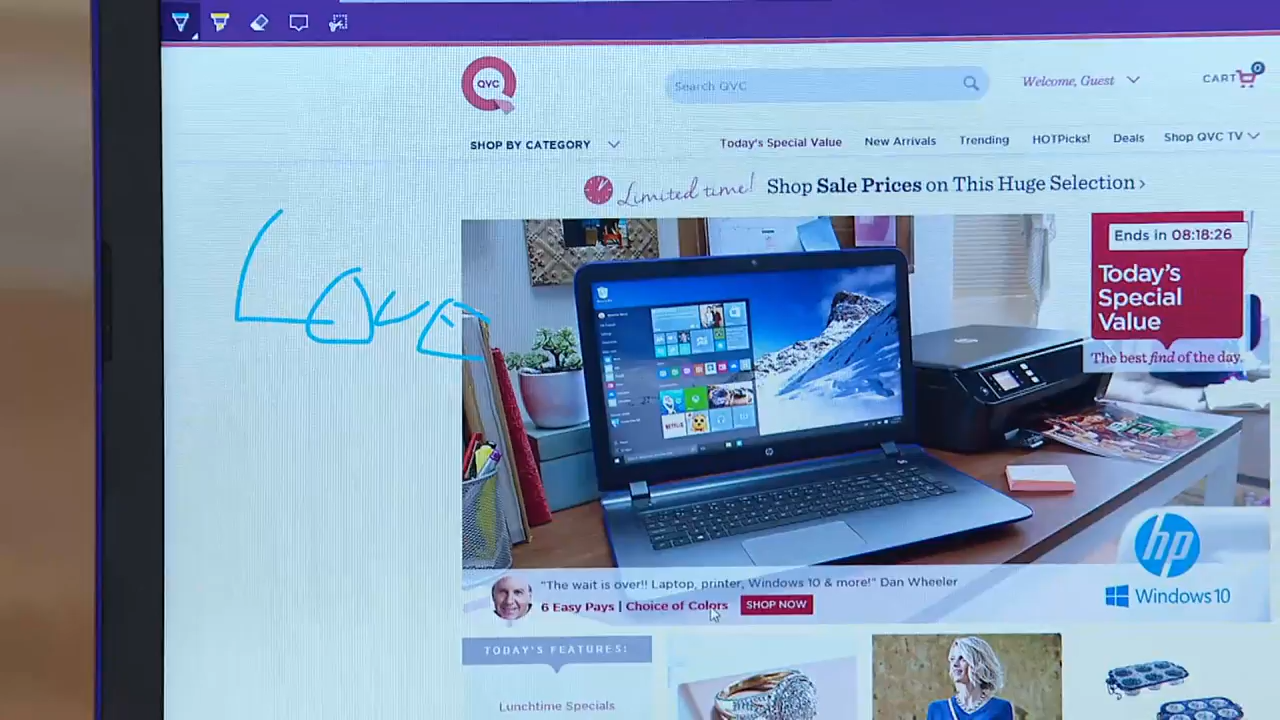 QVC
Search QVC
Welcome, Guest
CART
0
SHOP BY CATEGORY
Today's Special Value
New Arrivals
Trending
HOTPicks!
Deals
Shop QVC TV
Limited time! Shop Sale Prices on This Huge Selection ›
Love
Ends in 08:18:26
Today's
Special
Value
The best find of the day.
NETFLIX
hp
hp
Windows 10
"The wait is over!! Laptop, printer, Windows 10 & more!" Dan Wheeler
6 Easy Pays | Choice of Colors
SHOP NOW
TODAY'S FEATURES:
Lunchtime Specials